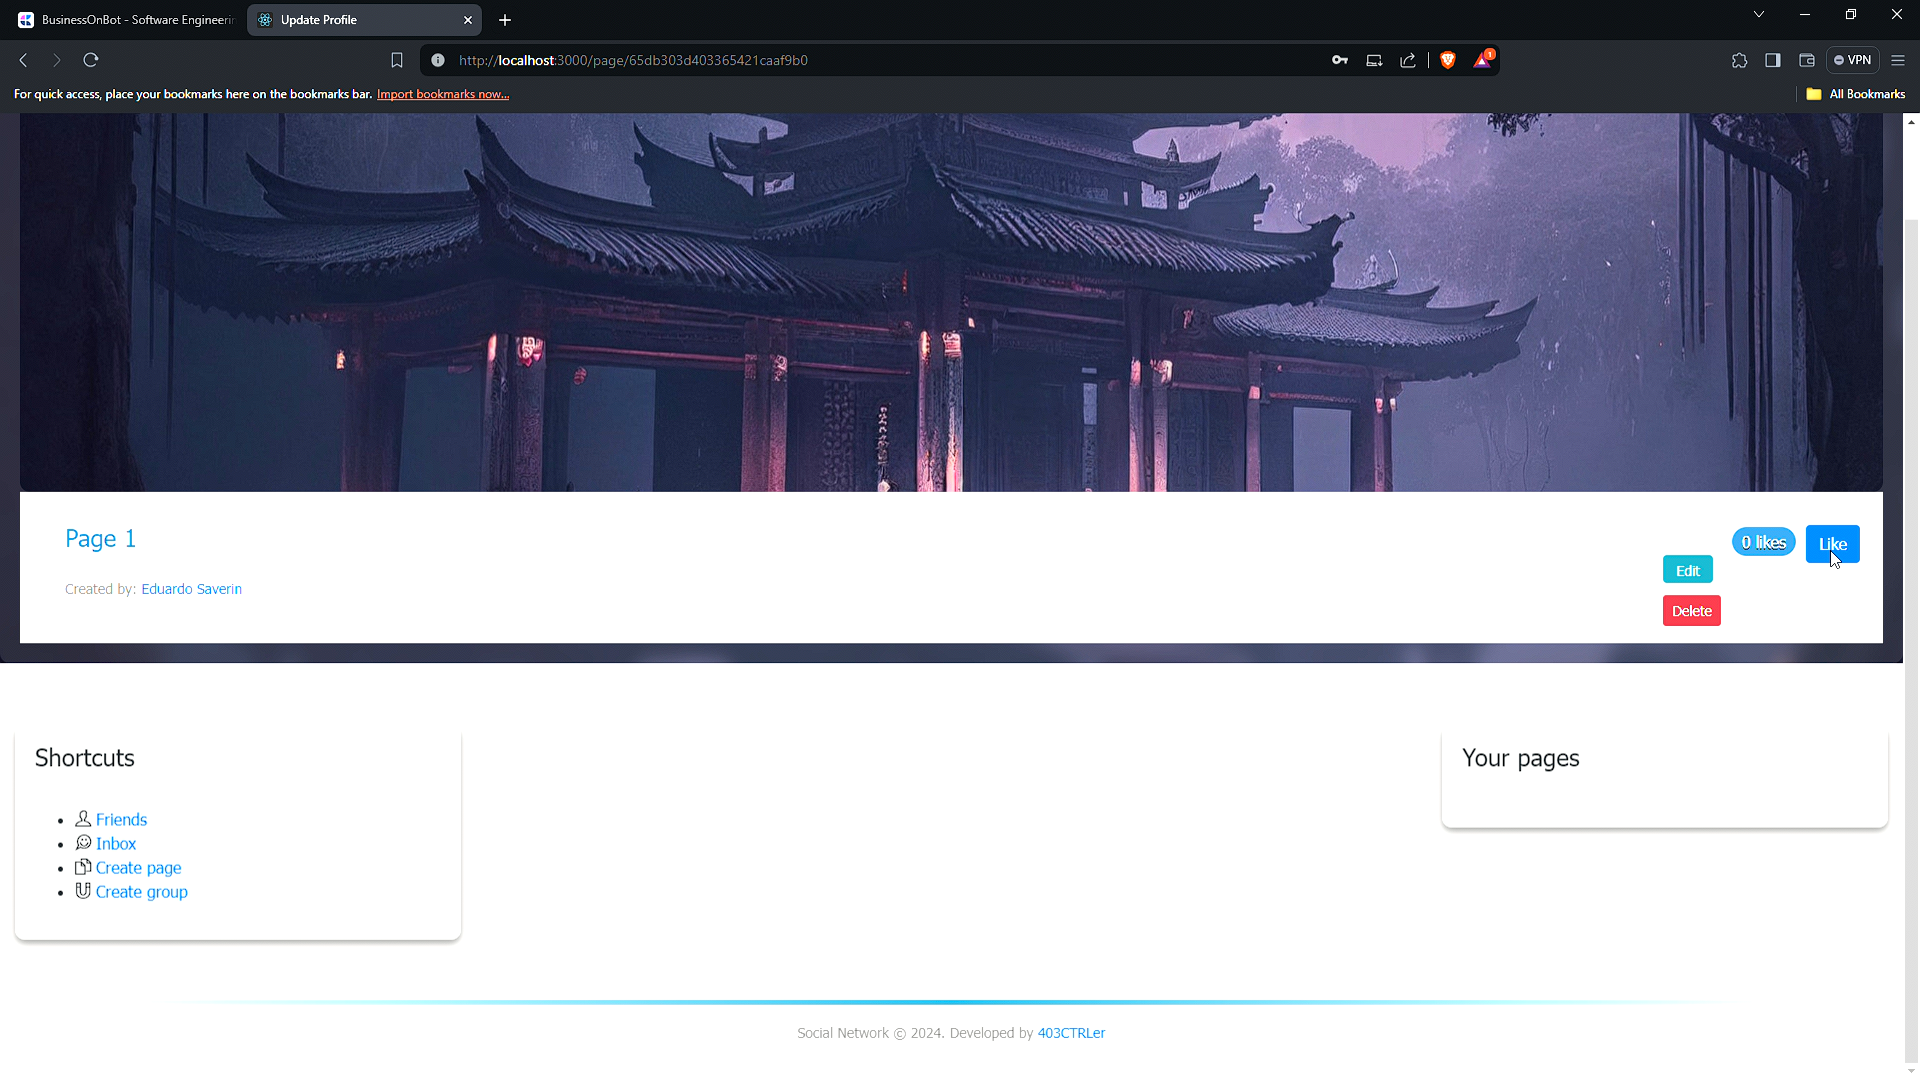 BusinessOnBot - Software Engineerin
Update Profile
http://localhost:3000/page/65db303d403365421caaf9b0
1
VPN
For quick access, place your bookmarks here on the bookmarks bar. Import bookmarks now...
All Bookmarks
Page 1
0 likes
Like
Edit
Created by: Eduardo Saverin
Delete
Shortcuts
Friends
Inbox
Create page
Create group
Your pages
Social Network © 2024. Developed by 403CTRLer